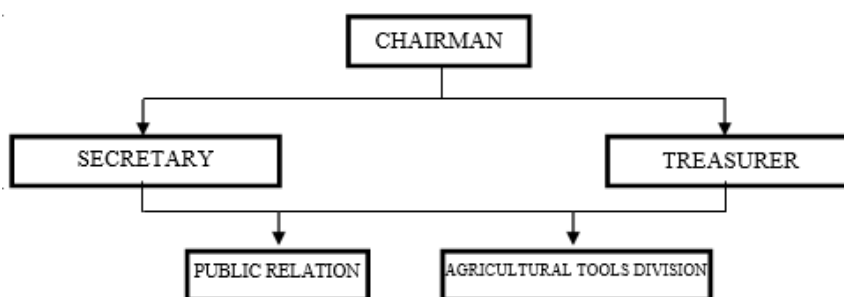 CHAIRMAN
SECRETARY
TREASURER
PUBLIC RELATION
AGRICULTURAL TOOLS DIVISION